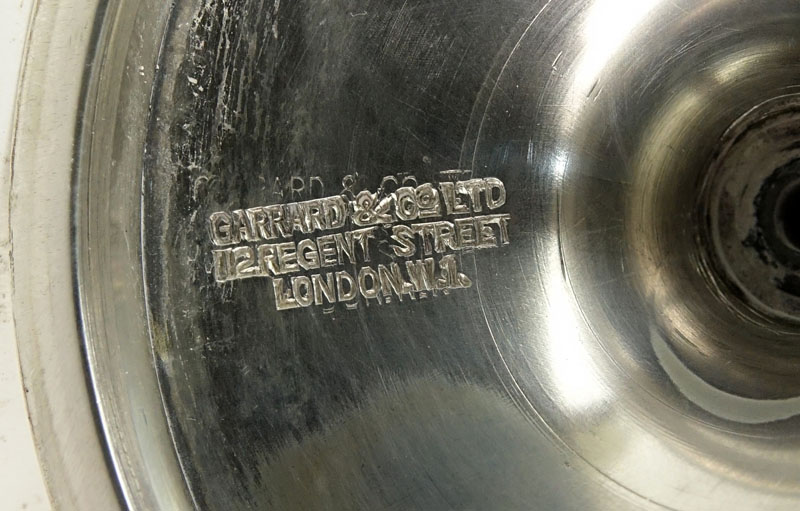 GARRARD & Co LTD
112 REGENT STREET
LONDON.W.1.